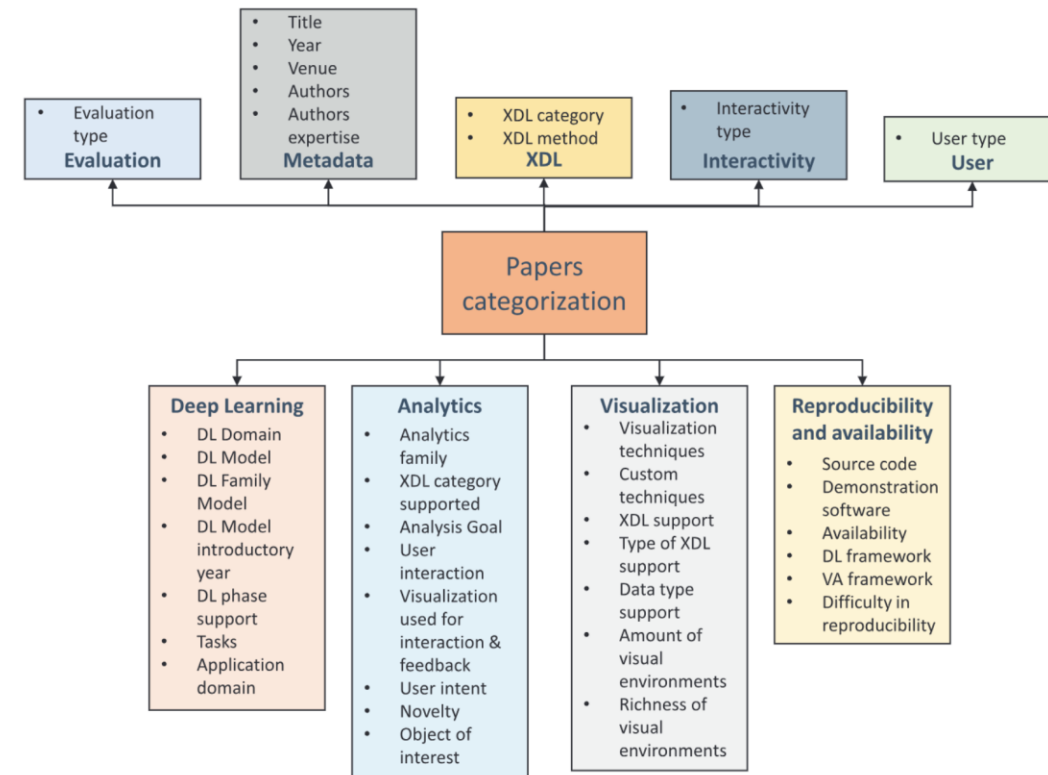 • Evaluation
type
Evaluation
• Title
• Year
• Venue
• Authors
• Authors
expertise
Metadata
• XDL category
• XDL method
XDL
• Interactivity
type
Interactivity
• User type
User
Papers
categorization
Deep Learning
• DL Domain
• DL Model
• DL Family
Model
• DL Model
introductory
year
• DL phase
support
• Tasks
• Application
domain
Analytics
• Analytics
family
• XDL category
supported
• Analysis Goal
• User
interaction
• Visualization
used for
interaction &
feedback
• User intent
• Novelty
• Object of
interest
Visualization
• Visualization
techniques
• Custom
techniques
• XDL support
• Type of XDL
support
• Data type
support
• Amount of
visual
environments
• Richness of
visual
environments
Reproducibility
and availability
• Source code
• Demonstration
software
• Availability
• DL framework
• VA framework
• Difficulty in
reproducibility